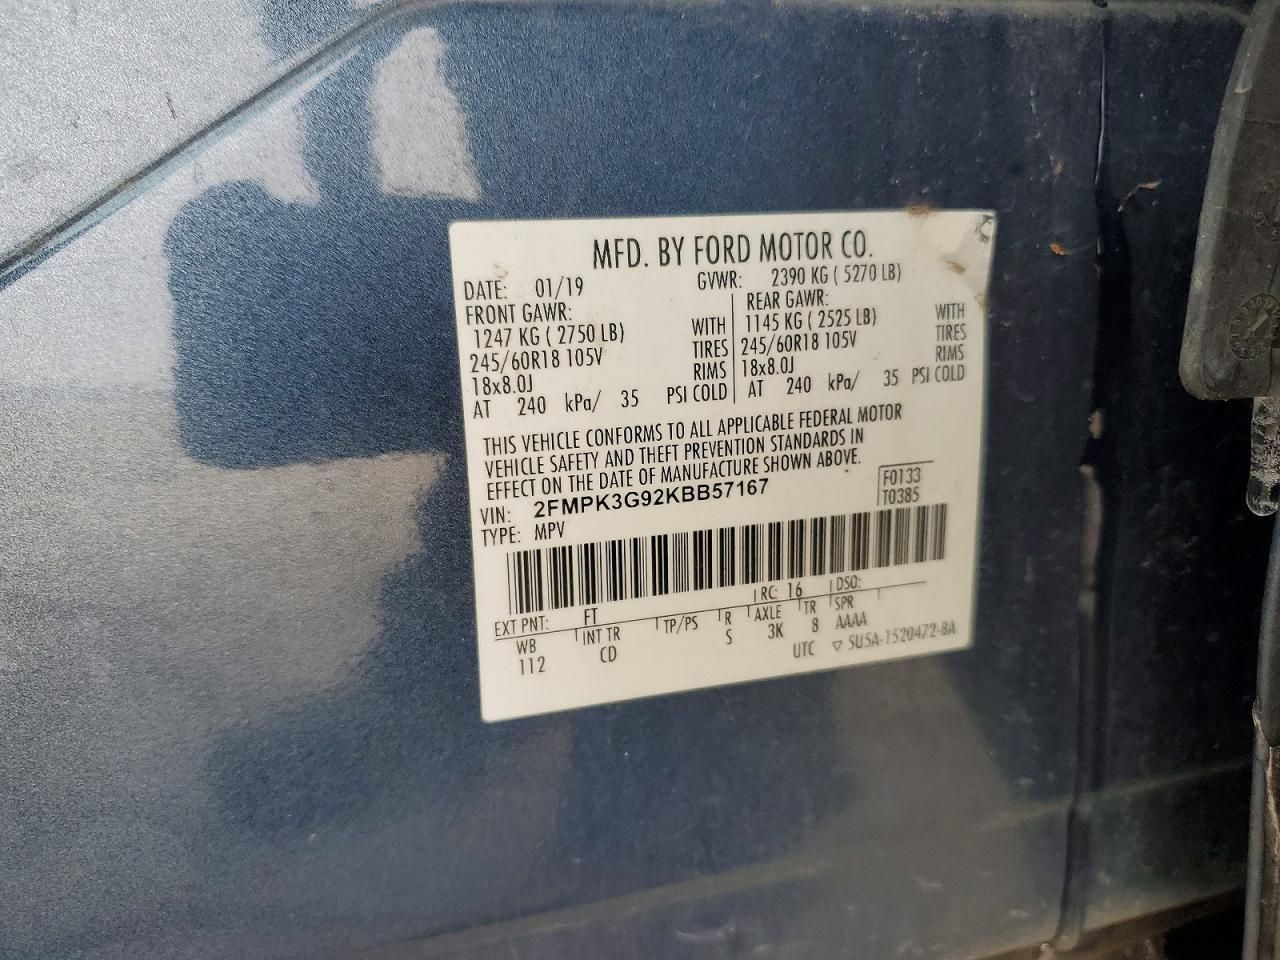 MFD. BY FORD MOTOR CO.
DATE: 01/19 GVWR: 2390 KG ( 5270 LB)
FRONT GAWR: REAR GAWR:
1247 KG ( 2750 LB) WITH 1145 KG ( 2525 LB) WITH
245/60R18 105V TIRES 245/60R18 105V TIRES
18x8.0J RIMS 18x8.0J RIMS
AT 240 kPa/ 35 PSI COLD AT 240 kPa/ 35 PSI COLD
THIS VEHICLE CONFORMS TO ALL APPLICABLE FEDERAL MOTOR
VEHICLE SAFETY AND THEFT PREVENTION STANDARDS IN
EFFECT ON THE DATE OF MANUFACTURE SHOWN ABOVE.
VIN: 2FMPK3G92KBB57167 F0133
TYPE: MPV T0385
EXT PNT: FT RC: 16 DSO:
WB INT TR TP/PS R AXLE TR SPR
112 CD S 3K 8 AAAA
UTC ▽ 5U5A-1520472-BA